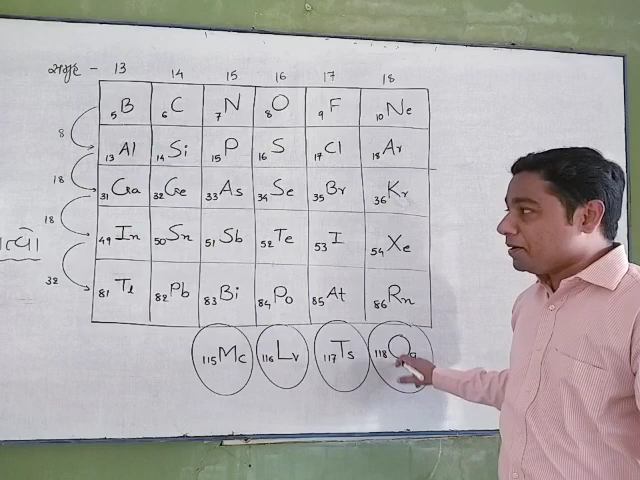 સમૂહ - 13 14 15 16 17 18
5B 6C 7N 8O 9F 10Ne
8
13Al 14Si 15P 16S 17Cl 18Ar
18
31Ga 32Ge 33As 34Se 35Br 36Kr
18
49In 50Sn 51Sb 52Te 53I 54Xe
32
81Tl 82Pb 83Bi 84Po 85At 86Rn
115Mc 116Lv 117Ts 118Og